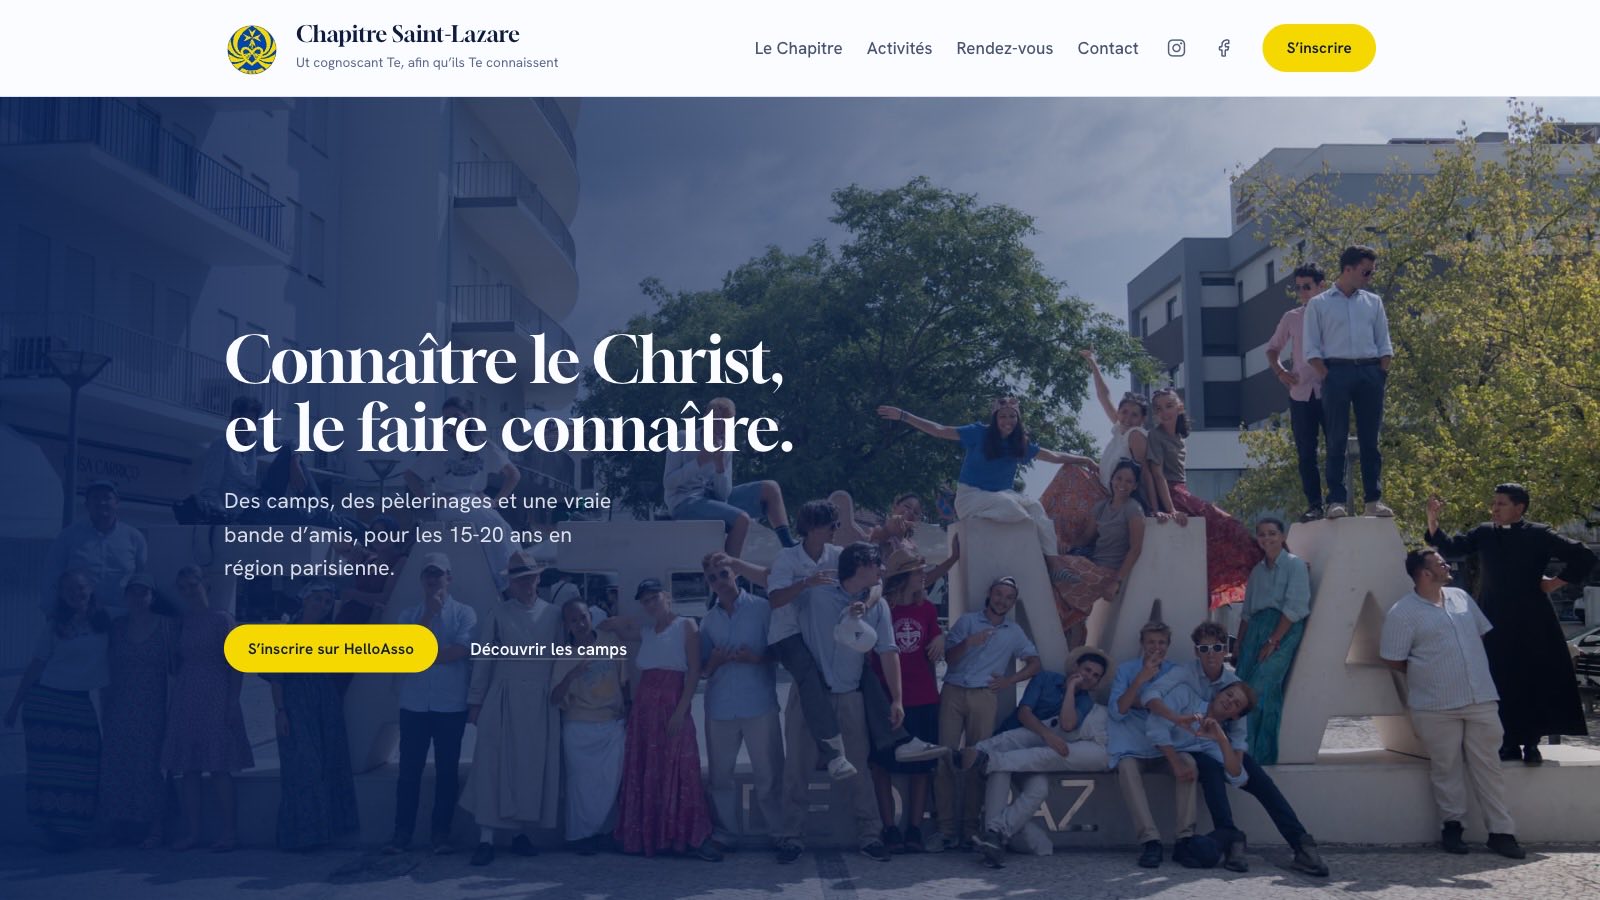 Chapitre Saint-Lazare
Ut cognoscant Te, afin qu’ils Te connaissent
Le Chapitre
Activités
Rendez-vous
Contact
S’inscrire
Connaître le Christ,
et le faire connaître.
Des camps, des pèlerinages et une vraie
bande d’amis, pour les 15-20 ans en
région parisienne.
S’inscrire sur HelloAsso
Découvrir les camps